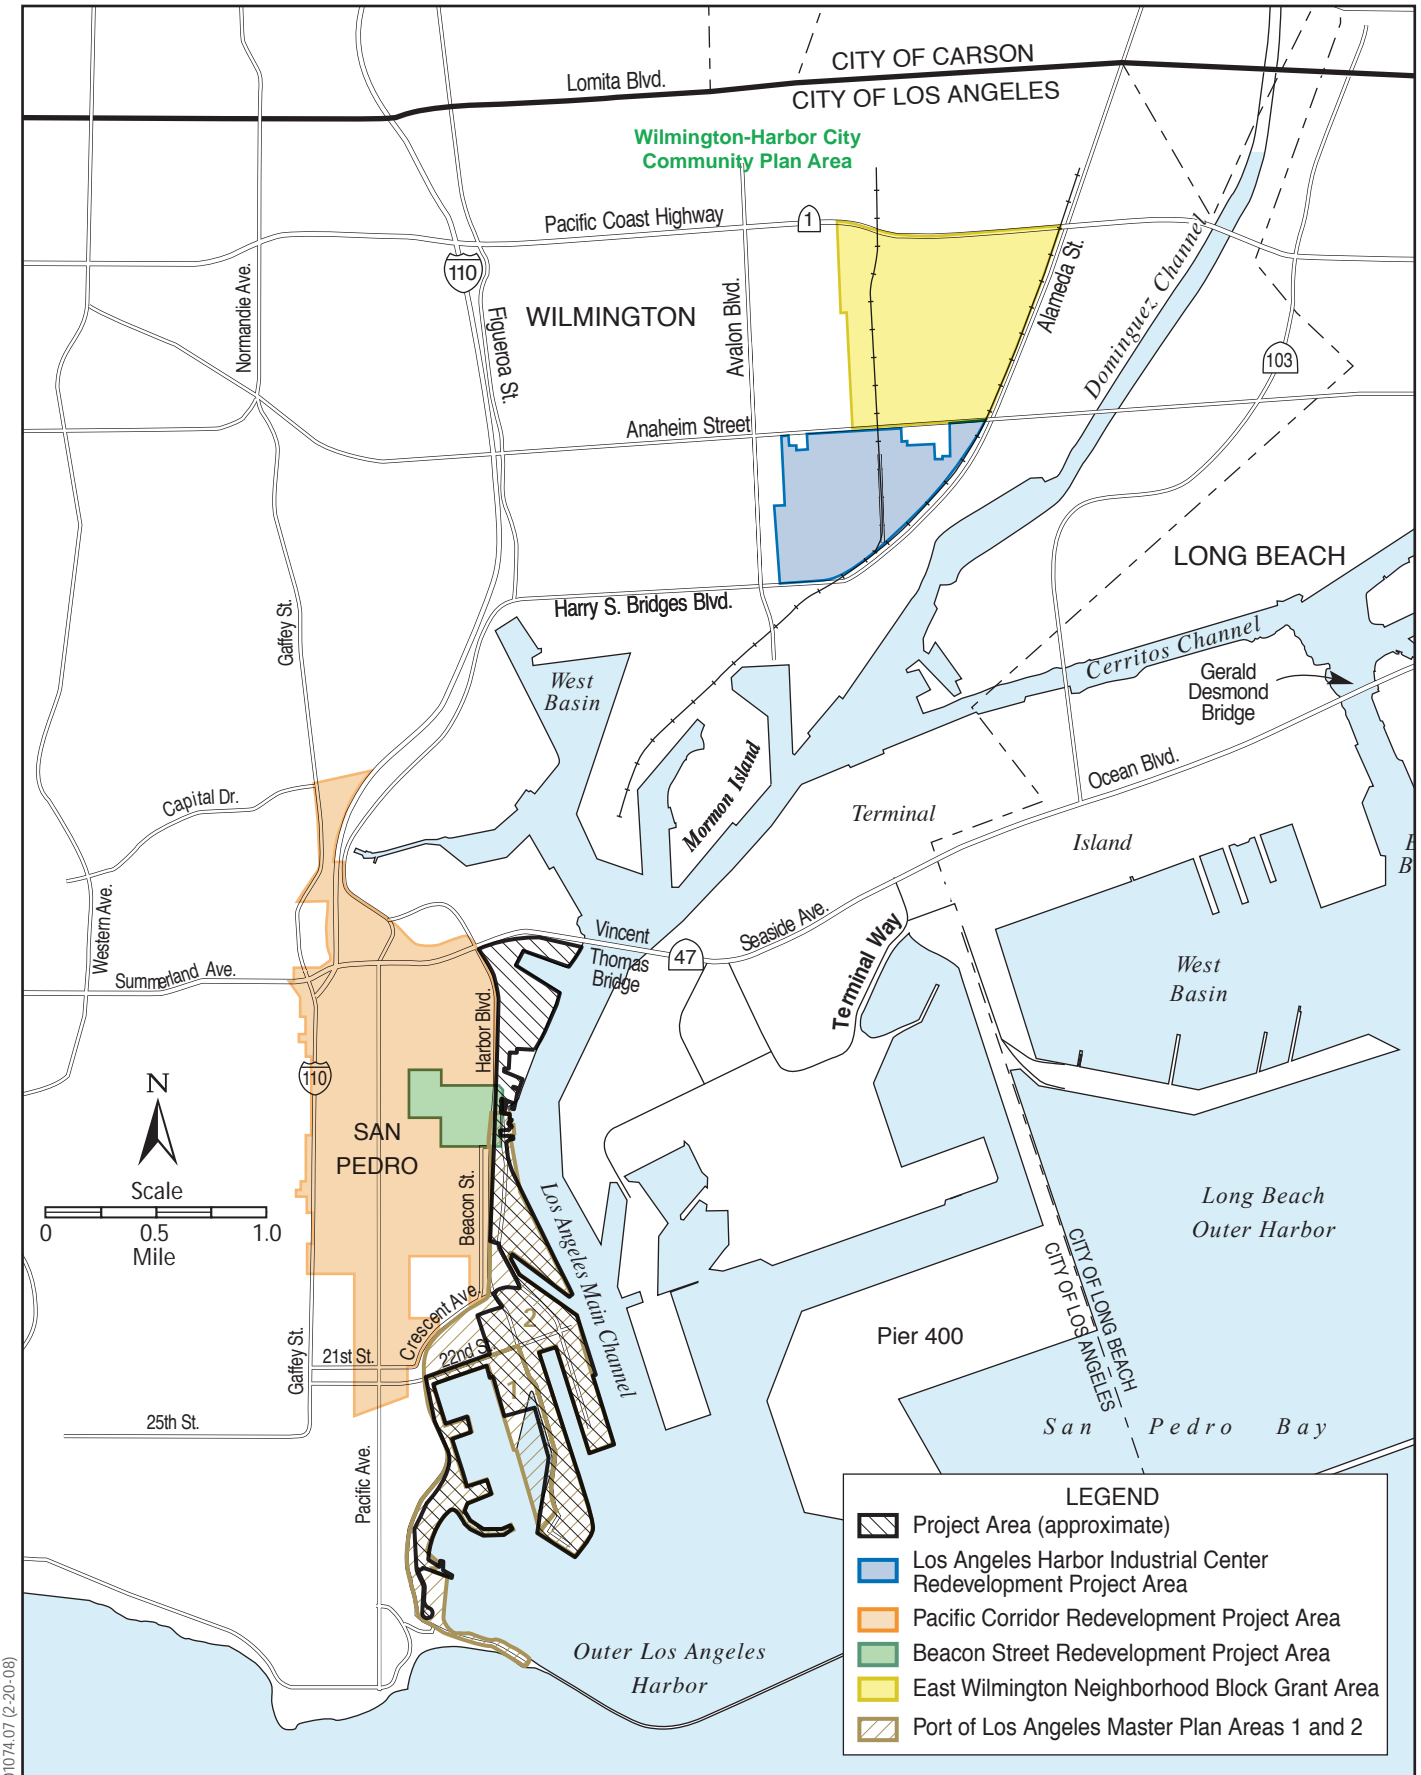 CITY OF CARSON
Lomita Blvd.
CITY OF LOS ANGELES
Wilmington-Harbor City
Community Plan Area
Pacific Coast Highway
1
110
Normandie Ave.
Figueroa St.
WILMINGTON
Avalon Blvd.
Alameda St.
Dominguez Channel
103
Anaheim Street
LONG BEACH
Harry S. Bridges Blvd.
Gaffey St.
West
Basin
Cerritos Channel
Gerald
Desmond
Bridge
Mormon Island
Ocean Blvd.
Capital Dr.
Terminal
Island
Western Ave.
Vincent
Thomas
Bridge
47
Seaside Ave.
Terminal Way
Summerland Ave.
West
Basin
Harbor Blvd.
110
N
SAN
PEDRO
Scale
0 0.5 1.0
Mile
Beacon St.
Los Angeles Main Channel
Long Beach
Outer Harbor
CITY OF LONG BEACH
CITY OF LOS ANGELES
Crescent Ave.
2
Pier 400
Gaffey St.
21st St.
22nd St.
1
25th St.
San Pedro Bay
Pacific Ave.
Outer Los Angeles
Harbor
LEGEND
Project Area (approximate)
Los Angeles Harbor Industrial Center
Redevelopment Project Area
Pacific Corridor Redevelopment Project Area
Beacon Street Redevelopment Project Area
East Wilmington Neighborhood Block Grant Area
Port of Los Angeles Master Plan Areas 1 and 2
01074.07 (2-20-08)